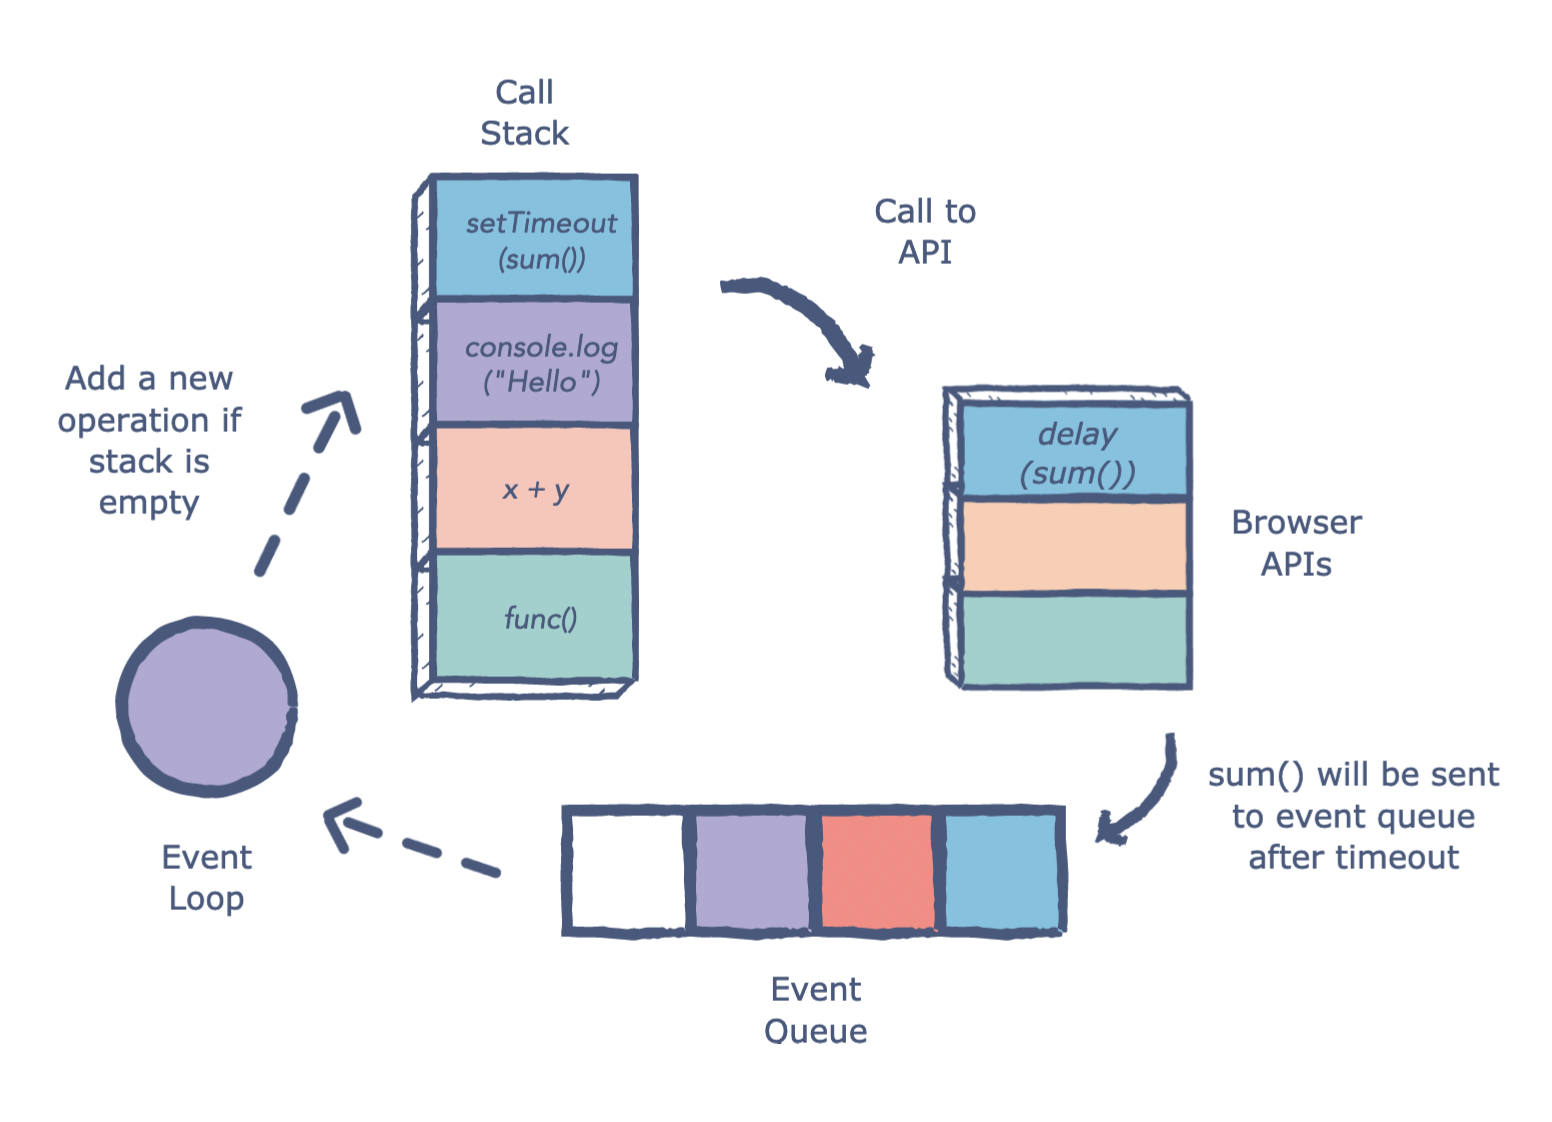 Call
Stack
setTimeout
(sum())
console.log
("Hello")
x + y
func()
Call to
API
delay
(sum())
Browser
APIs
Add a new
operation if
stack is
empty
Event
Loop
sum() will be sent
to event queue
after timeout
Event
Queue